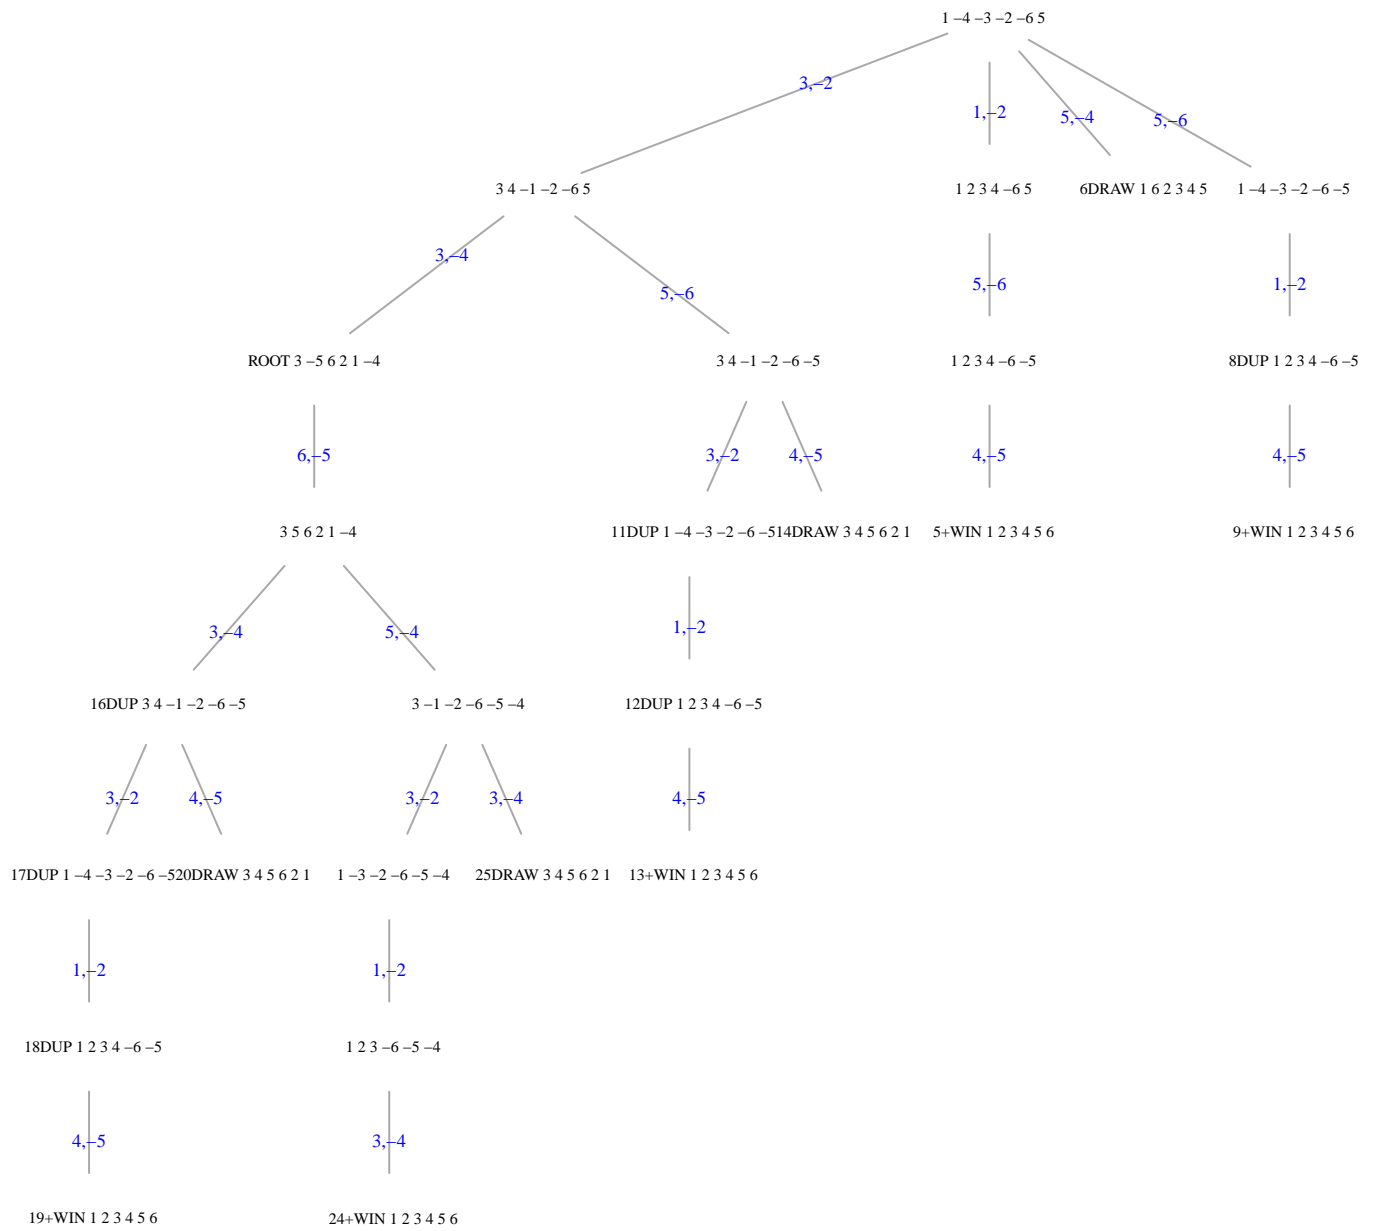 1 –4 –3 –2 –6 5
3,–2
1,–2
5,–4
5,–6
3 4 –1 –2 –6 5
1 2 3 4 –6 5
6DRAW 1 6 2 3 4 5
1 –4 –3 –2 –6 –5
3,–4
5,–6
5,–6
1,–2
ROOT 3 –5 6 2 1 –4
3 4 –1 –2 –6 –5
1 2 3 4 –6 –5
8DUP 1 2 3 4 –6 –5
6,–5
3,–2
4,–5
4,–5
4,–5
3 5 6 2 1 –4
11DUP 1 –4 –3 –2 –6 –514DRAW 3 4 5 6 2 1
5+WIN 1 2 3 4 5 6
9+WIN 1 2 3 4 5 6
3,–4
5,–4
1,–2
16DUP 3 4 –1 –2 –6 –5
3 –1 –2 –6 –5 –4
12DUP 1 2 3 4 –6 –5
3,–2
4,–5
3,–2
3,–4
4,–5
17DUP 1 –4 –3 –2 –6 –520DRAW 3 4 5 6 2 1
1 –3 –2 –6 –5 –4
25DRAW 3 4 5 6 2 1
13+WIN 1 2 3 4 5 6
1,–2
1,–2
18DUP 1 2 3 4 –6 –5
1 2 3 –6 –5 –4
4,–5
3,–4
19+WIN 1 2 3 4 5 6
24+WIN 1 2 3 4 5 6